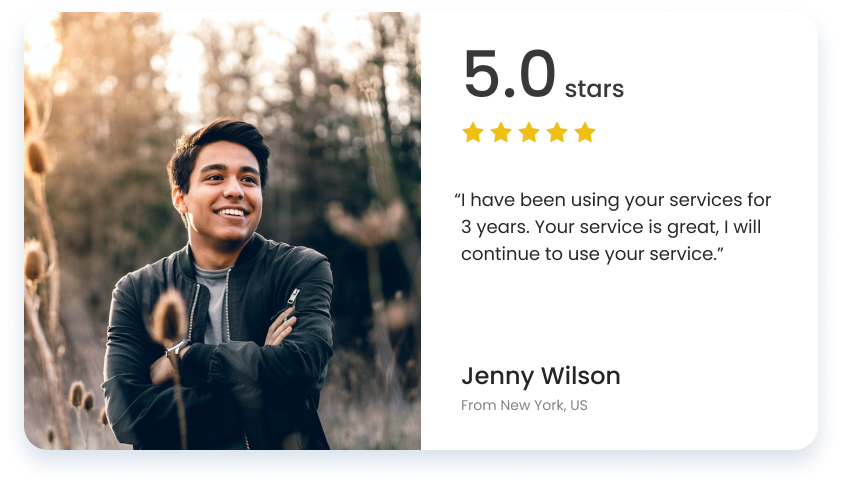 5.0 stars
“I have been using your services for
3 years. Your service is great, I will
continue to use your service.”
Jenny Wilson
From New York, US